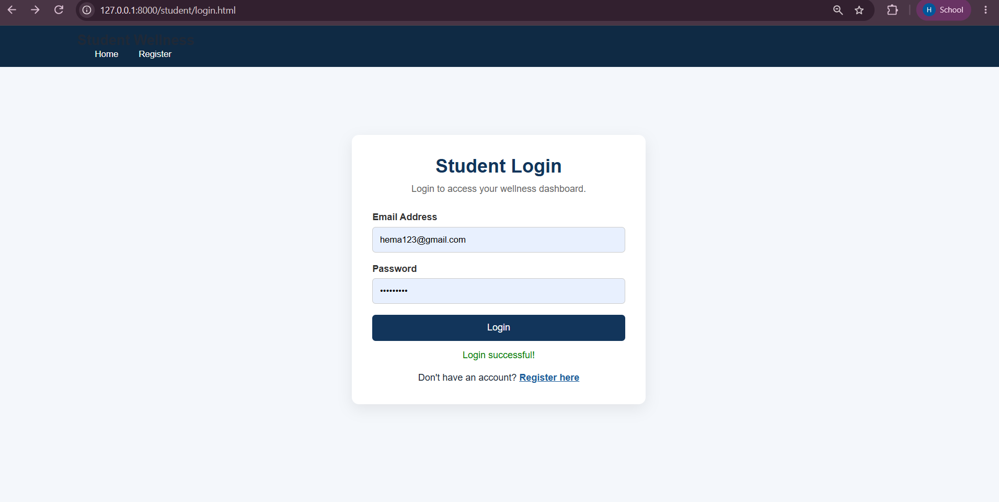 127.0.0.1:8000/student/login.html
H School
Student Wellness
Home Register
Student Login
Login to access your wellness dashboard.
Email Address
hema123@gmail.com
Password
•••••••••
Login
Login successful!
Don't have an account? Register here